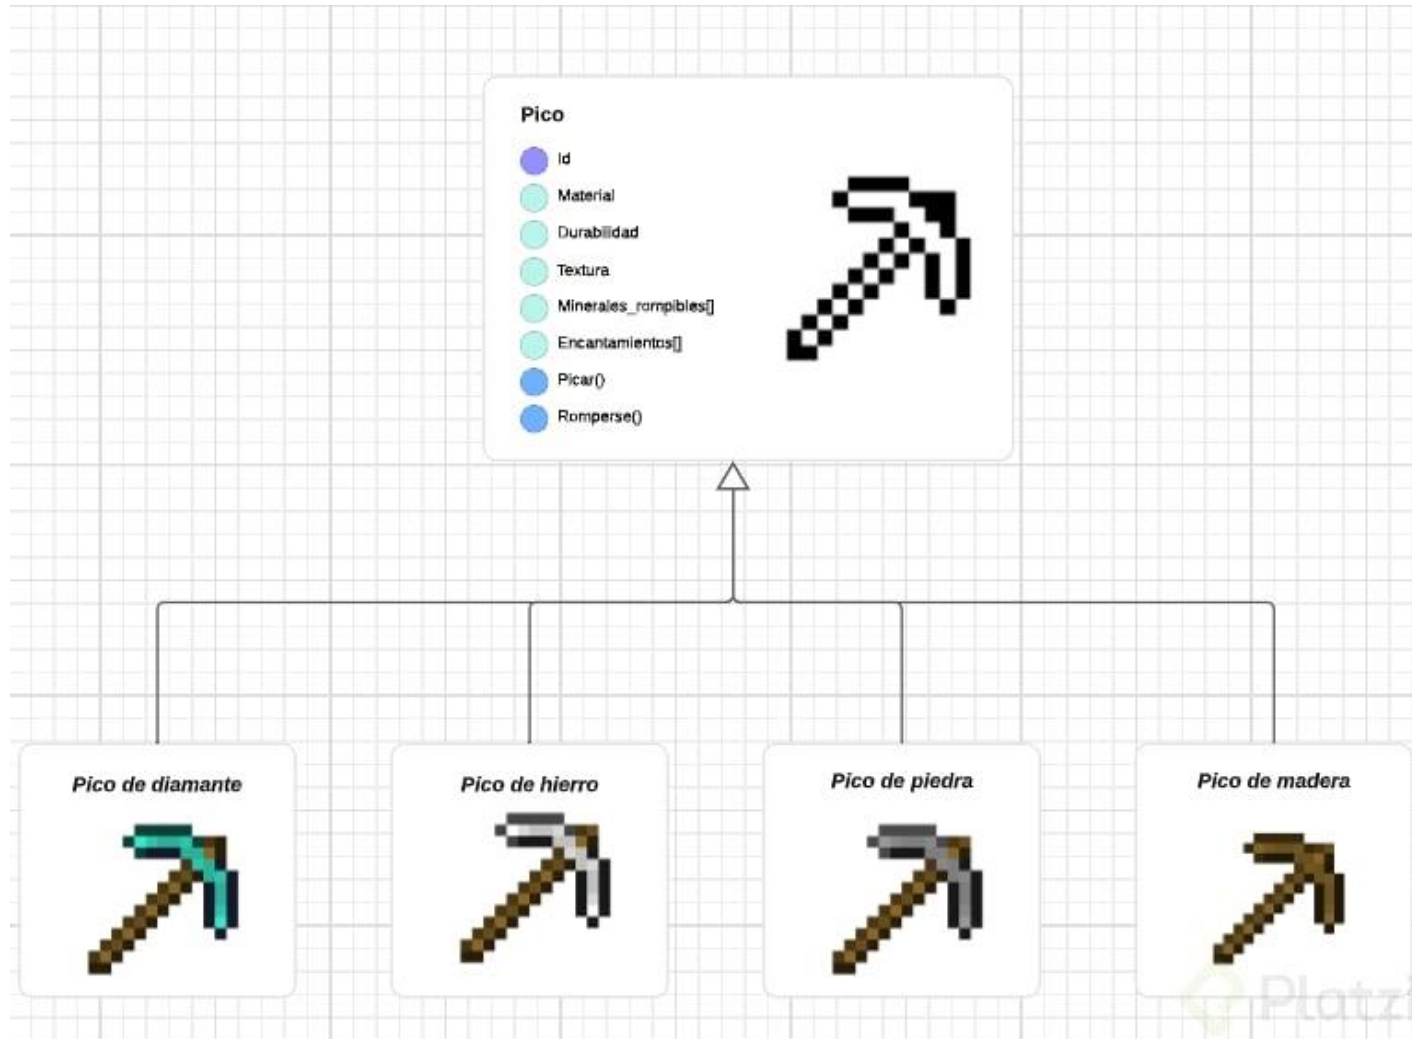 Pico
Id
Material
Durabilidad
Textura
Minerales_rompibles[]
Encantamientos[]
Picar()
Romperse()
Pico de diamante
Pico de hierro
Pico de piedra
Pico de madera
Platzi